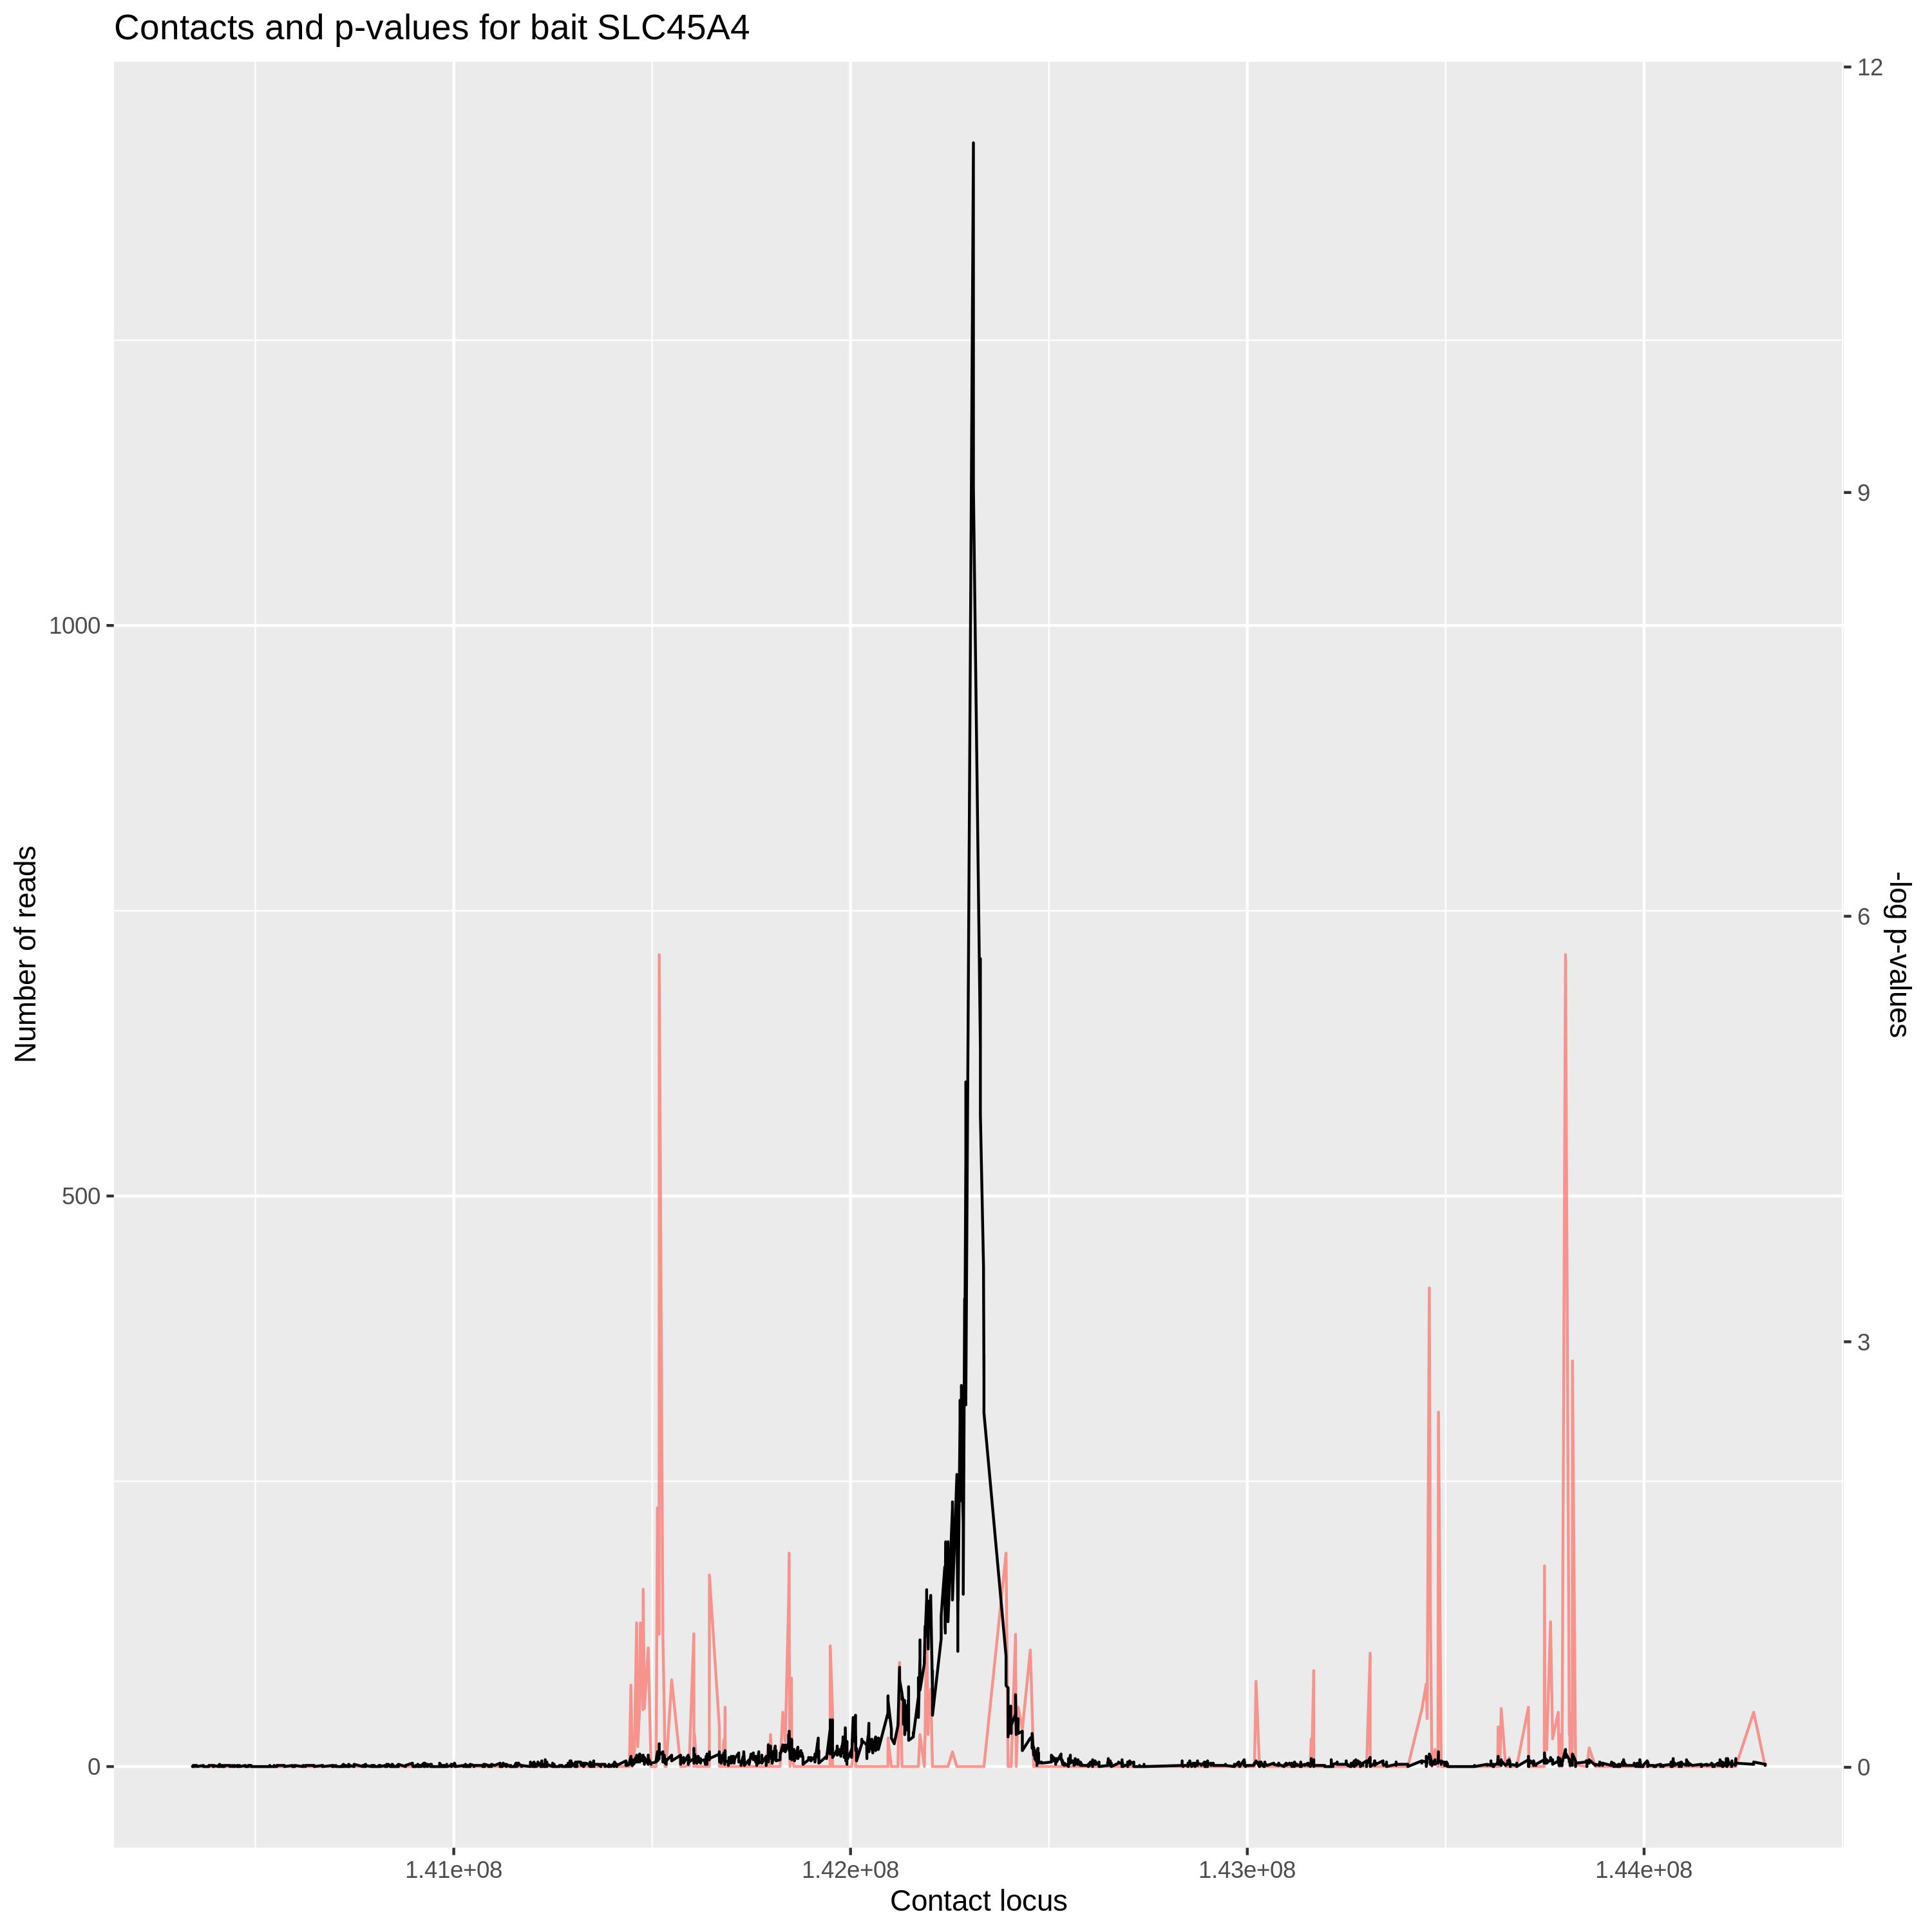 Contacts and p-values for bait SLC45A4
12
9
1000
Number of reads
-log p-values
6
500
3
0
0
1.41e+08
1.42e+08
1.43e+08
1.44e+08
Contact locus